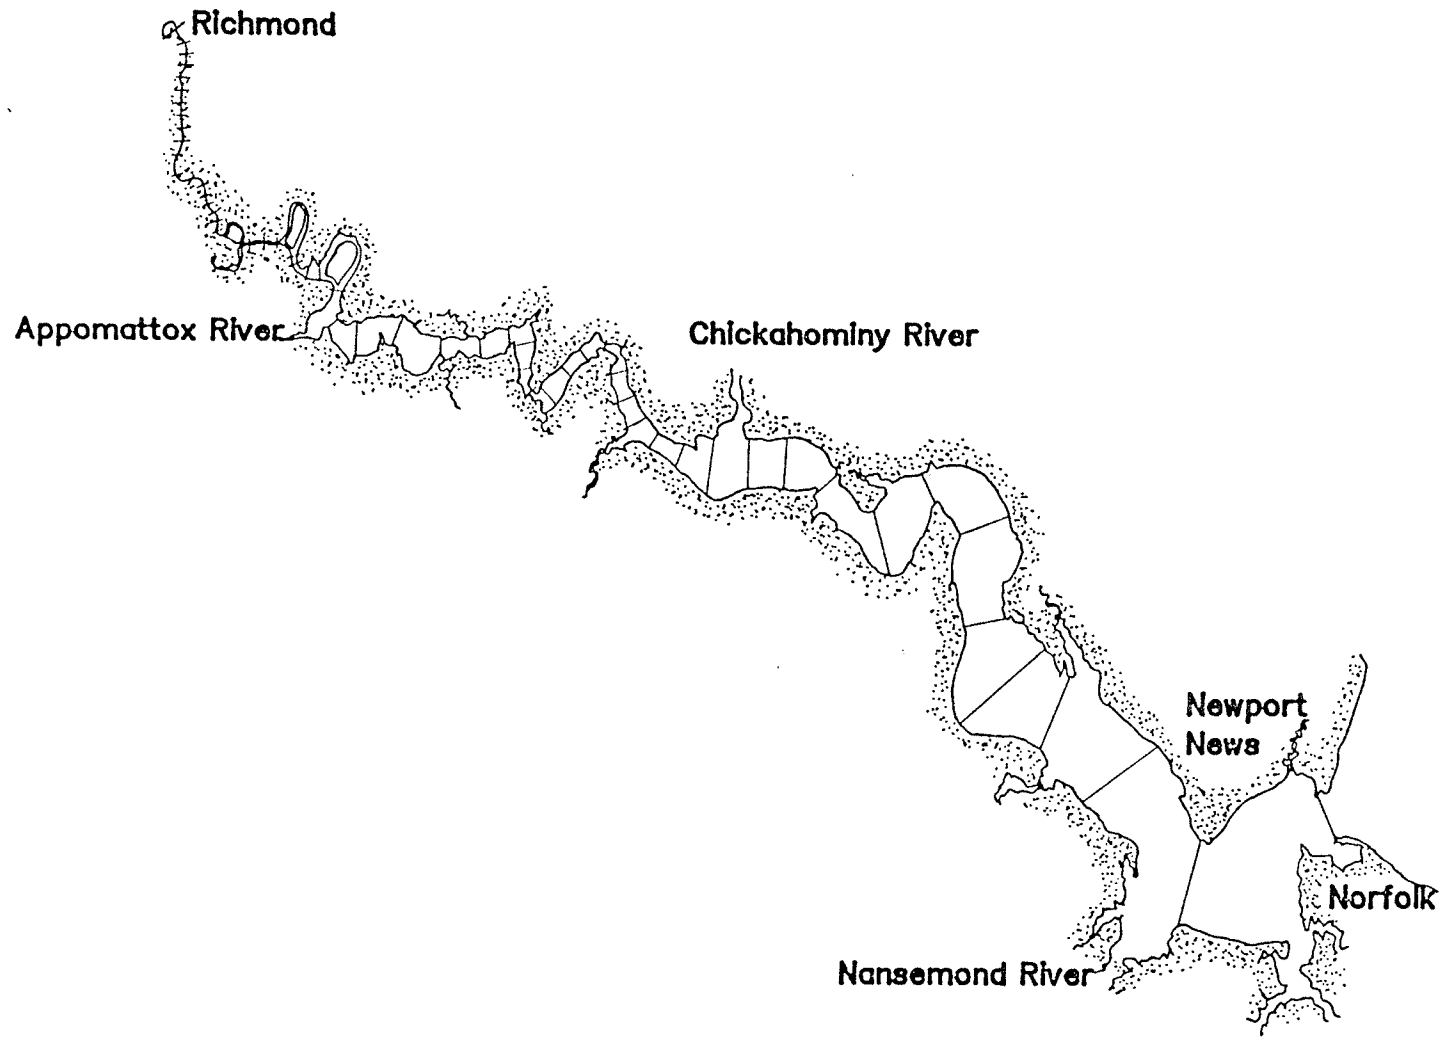 Richmond
Appomattox River
Chickahominy River
Newport
News
Norfolk
Nansemond River